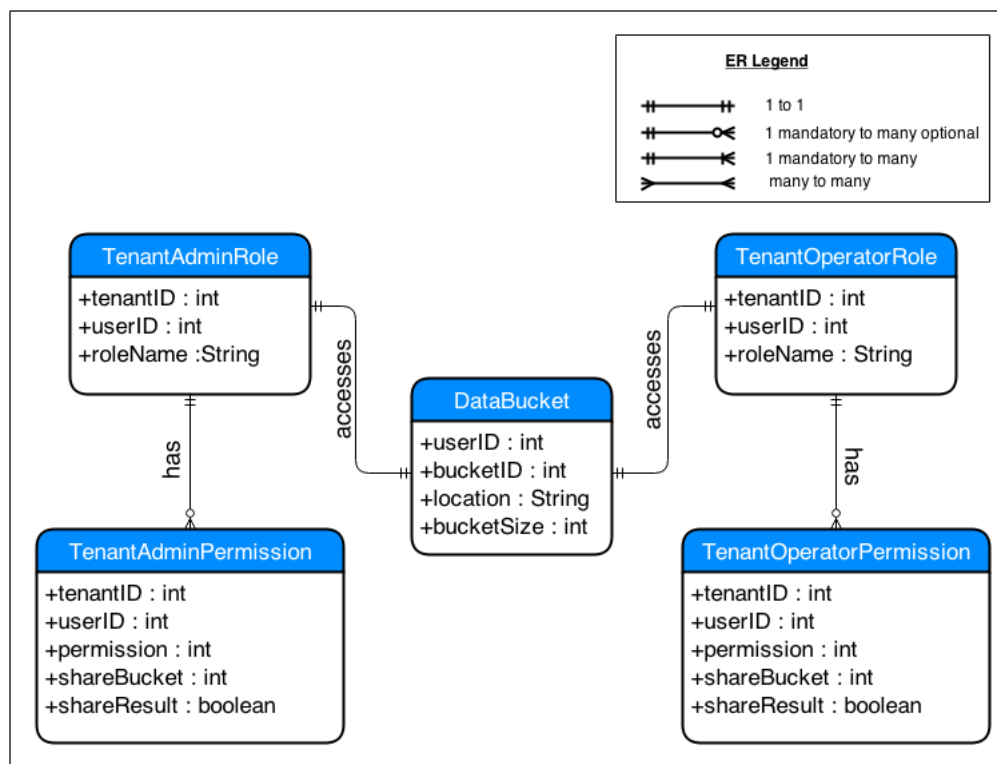 ER Legend
1 to 1
1 mandatory to many optional
1 mandatory to many
many to many
TenantAdminRole
+tenantID : int
+userID : int
+roleName :String
accesses
has
TenantOperatorRole
+tenantID : int
+userID : int
+roleName : String
accesses
has
DataBucket
+userID : int
+bucketID : int
+location : String
+bucketSize : int
TenantAdminPermission
+tenantID : int
+userID : int
+permission : int
+shareBucket : int
+shareResult : boolean
TenantOperatorPermission
+tenantID : int
+userID : int
+permission : int
+shareBucket : int
+shareResult : boolean